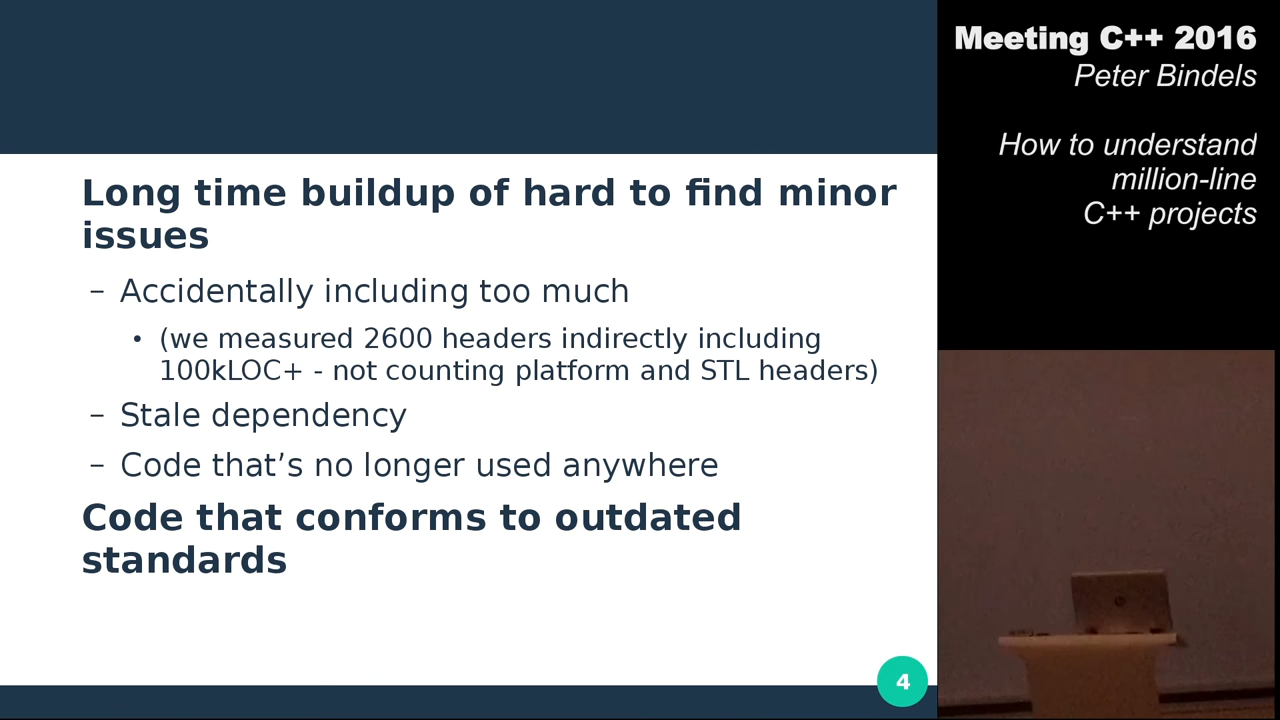 Long time buildup of hard to find minor
issues
– Accidentally including too much
• (we measured 2600 headers indirectly including
100kLOC+ - not counting platform and STL headers)
– Stale dependency
– Code that’s no longer used anywhere
Code that conforms to outdated
standards
4
Meeting C++ 2016
Peter Bindels
How to understand
million-line
C++ projects